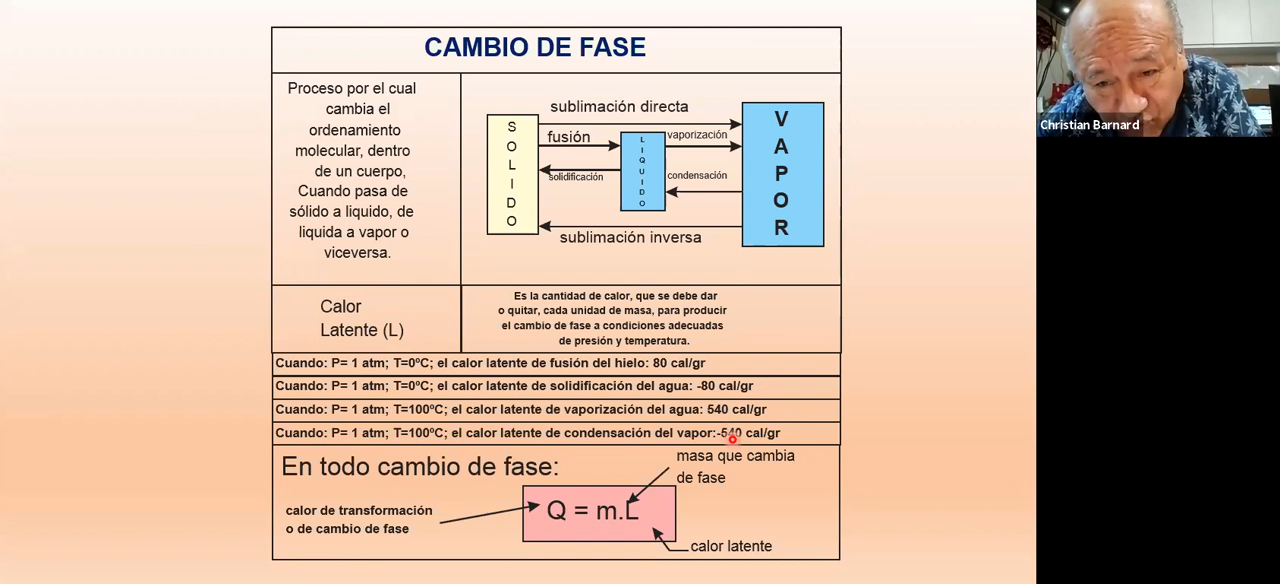 CAMBIO DE FASE
Proceso por el cual
cambia el
ordenamiento
molecular, dentro
de un cuerpo,
Cuando pasa de
sólido a liquido, de
liquida a vapor o
viceversa.
sublimación directa
SOLIDO
fusión
solidificación
LIQUIDO
vaporización
condensación
VAPOR
sublimación inversa
Calor
Latente (L)
Es la cantidad de calor, que se debe dar
o quitar, cada unidad de masa, para producir
el cambio de fase a condiciones adecuadas
de presión y temperatura.
Cuando: P= 1 atm; T=0ºC; el calor latente de fusión del hielo: 80 cal/gr
Cuando: P= 1 atm; T=0ºC; el calor latente de solidificación del agua: -80 cal/gr
Cuando: P= 1 atm; T=100ºC; el calor latente de vaporización del agua: 540 cal/gr
Cuando: P= 1 atm; T=100ºC; el calor latente de condensación del vapor:-540 cal/gr
En todo cambio de fase:
masa que cambia
de fase
calor de transformación
o de cambio de fase
Q = m.L
calor latente
Christian Barnard